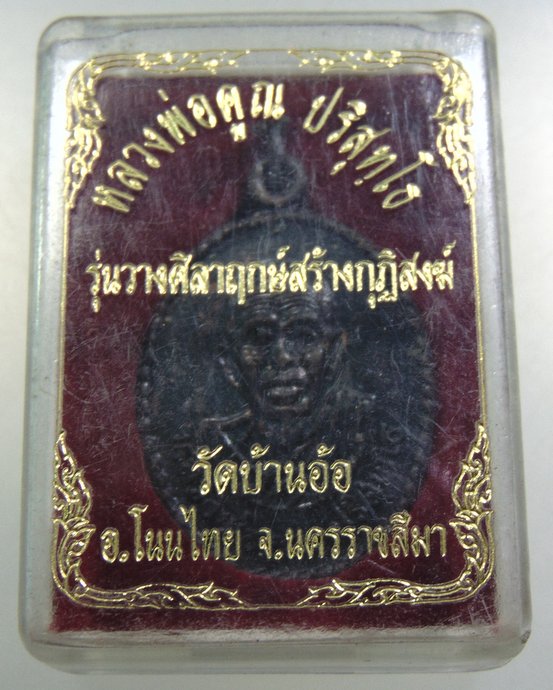 หลวงพ่อคูณ ปริสุทฺโธ
รุ่นวางศิลาฤกษ์สร้างกุฏิสงฆ์
วัดบ้านอ้อ
อ.โนนไทย จ.นครราชสีมา